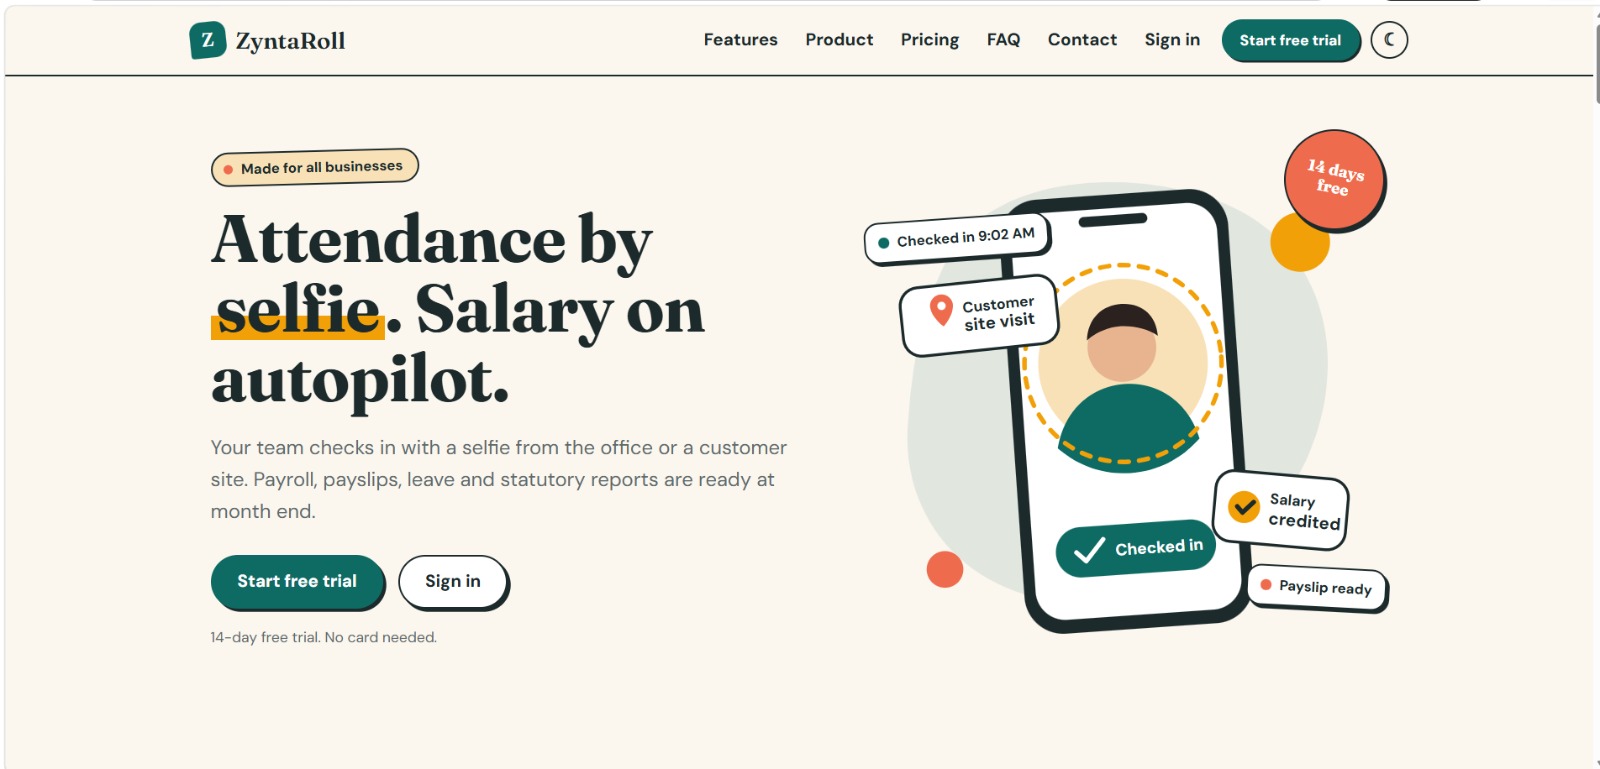 Z ZyntaRoll
Features Product Pricing FAQ Contact Sign in Start free trial
Made for all businesses
Attendance by
selfie. Salary on
autopilot.
Your team checks in with a selfie from the office or a customer
site. Payroll, payslips, leave and statutory reports are ready at
month end.
Start free trial Sign in
14-day free trial. No card needed.
14 days
free
Checked in 9:02 AM
Customer
site visit
Salary
credited
Checked in
Payslip ready